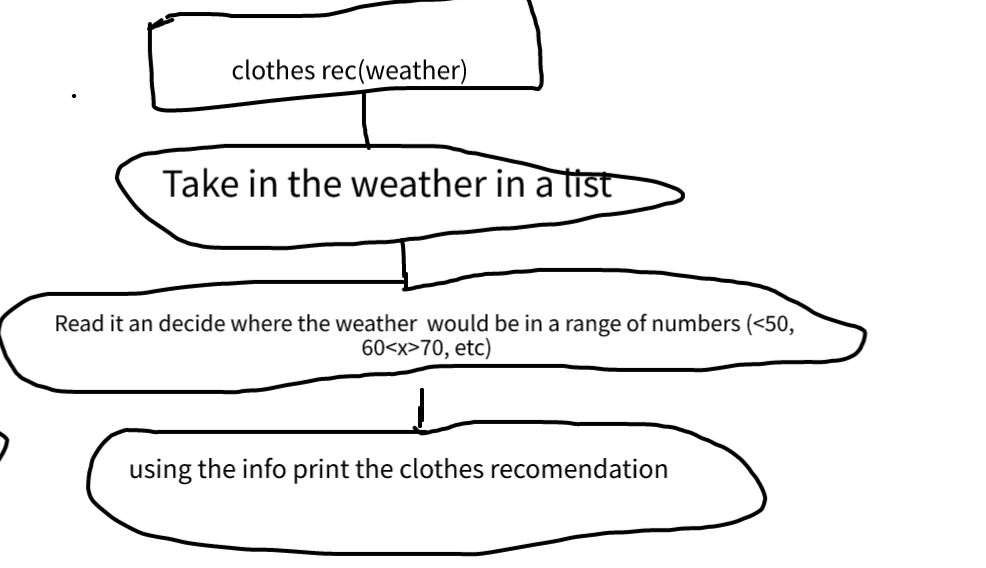 clothes rec(weather)
Take in the weather in a list
Read it an decide where the weather would be in a range of numbers (<50,
60<x>70, etc)
using the info print the clothes recomendation